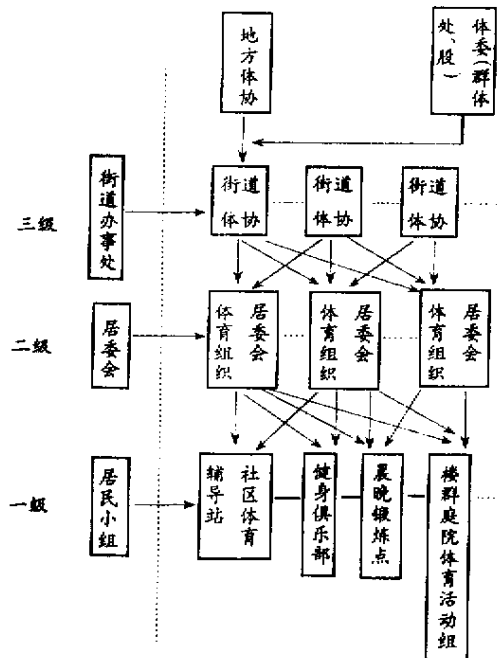 地方体协
体委(群体处、股)
三级
街道办事处
街道体协
街道体协
街道体协
二级
居委会
居委会体育组织
居委会体育组织
居委会体育组织
一级
居民小组
社区体育辅导站
健身俱乐部
晨晚锻炼点
楼群庭院体育活动组